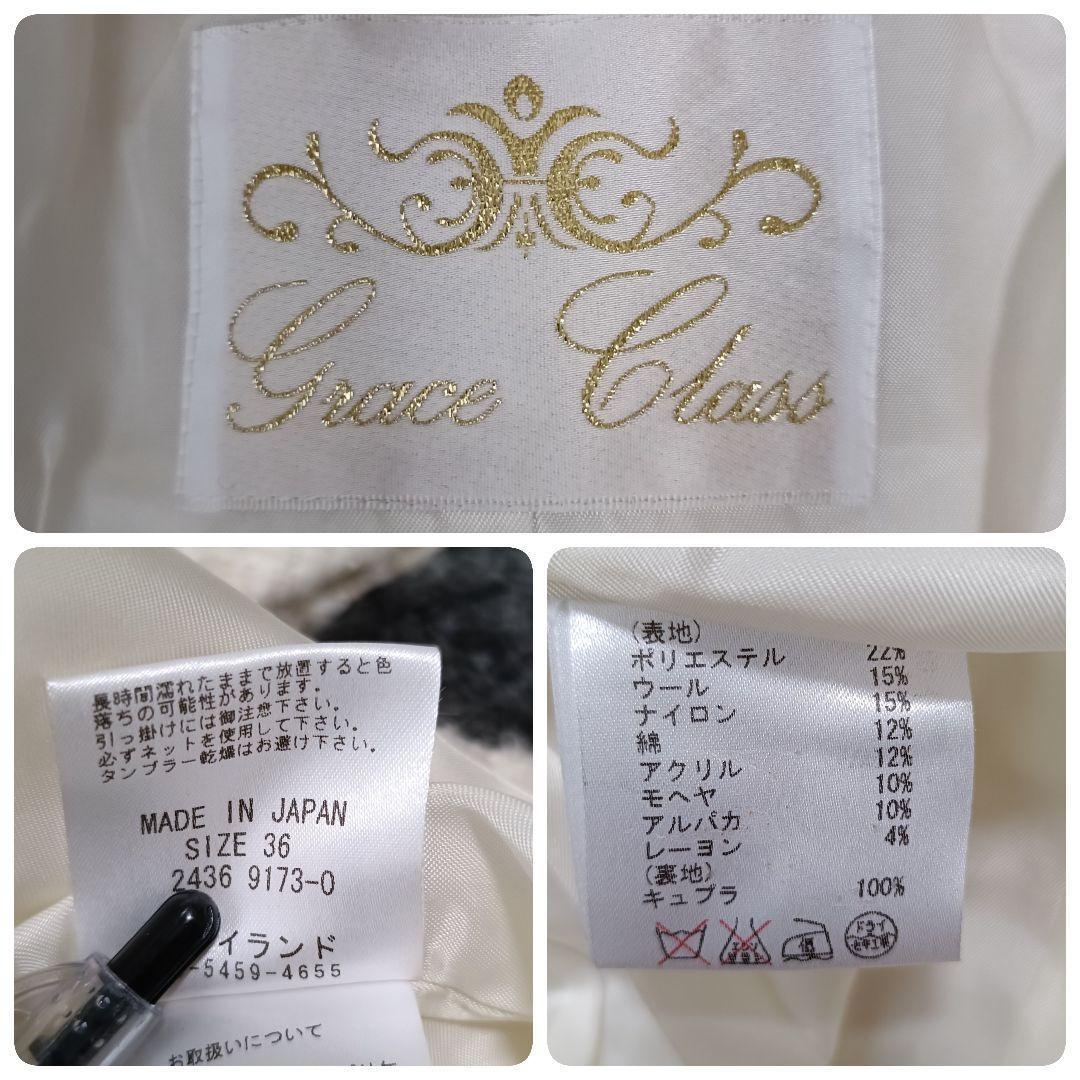 Grace Class
長時間濡れたままで放置すると色
落ちの可能性があります。
引っ掛けには御注意下さい。
必ずネットを使用して下さい。
タンブラー乾燥はお避け下さい。
MADE IN JAPAN
SIZE 36
2436 9173-0
イランド
-5459-4655
お取扱いについて
(表地)
ポリエステル 22%
ウール 15%
ナイロン 15%
綿 12%
アクリル 12%
モヘヤ 10%
アルパカ 10%
レーヨン 4%
(裏地)
キュプラ 100%
エンソ 低 ドライ